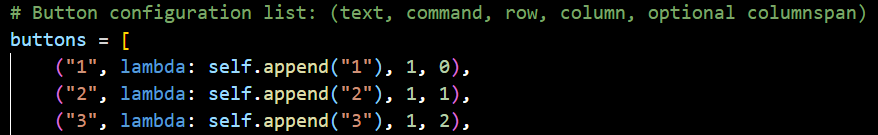 # Button configuration list: (text, command, row, column, optional columnspan)
buttons = [
    ("1", lambda: self.append("1"), 1, 0),
    ("2", lambda: self.append("2"), 1, 1),
    ("3", lambda: self.append("3"), 1, 2),